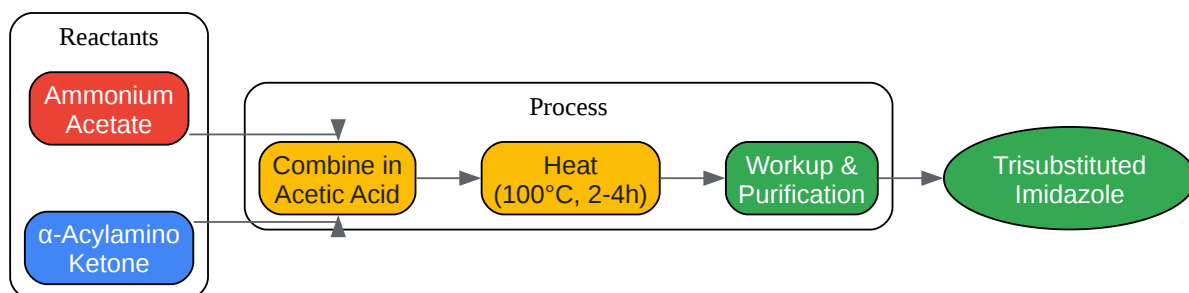 Reactants
Ammonium
Acetate
α-Acylamino
Ketone
Process
Combine in
Acetic Acid
Heat
(100°C, 2-4h)
Workup &
Purification
Trisubstituted
Imidazole